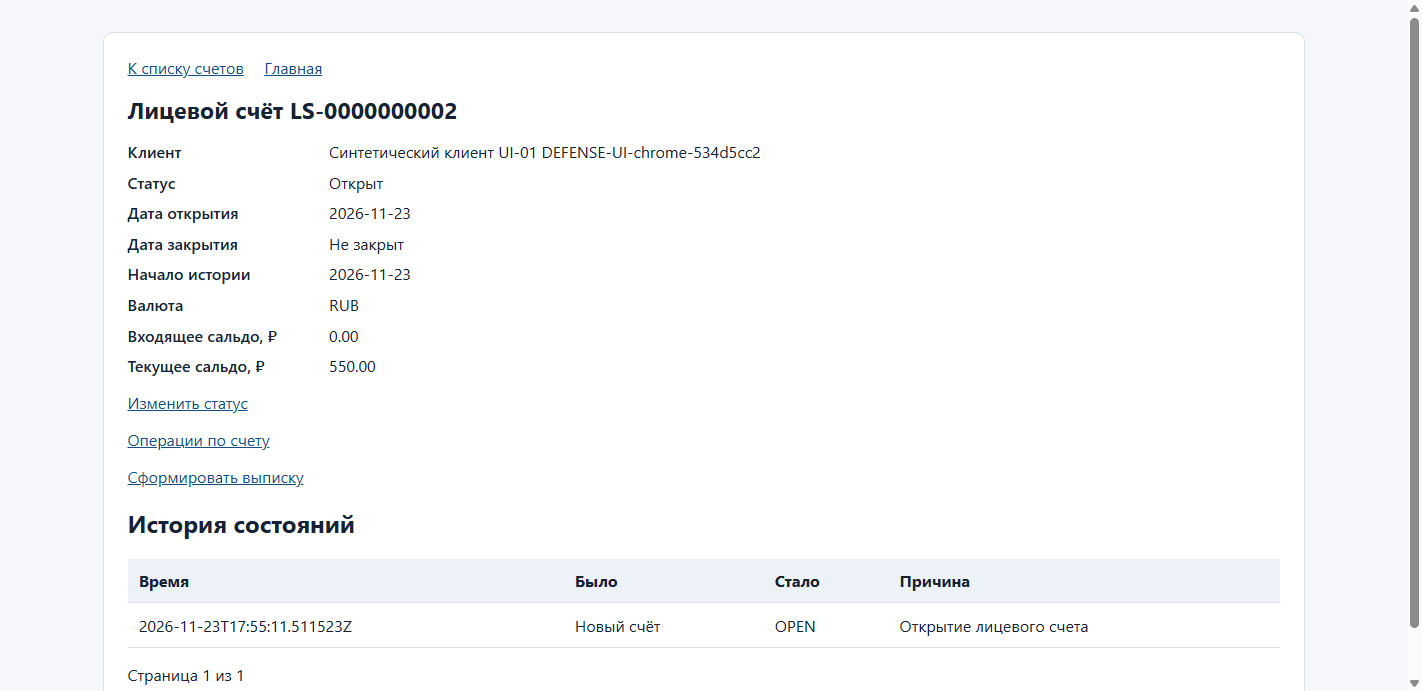 К списку счетов Главная
Лицевой счёт LS-0000000002
Клиент Синтетический клиент UI-01 DEFENSE-UI-chrome-534d5cc2
Статус Открыт
Дата открытия 2026-11-23
Дата закрытия Не закрыт
Начало истории 2026-11-23
Валюта RUB
Входящее сальдо, ₽ 0.00
Текущее сальдо, ₽ 550.00
Изменить статус
Операции по счету
Сформировать выписку
История состояний
Время Было Стало Причина
2026-11-23T17:55:11.511523Z Новый счёт OPEN Открытие лицевого счета
Страница 1 из 1